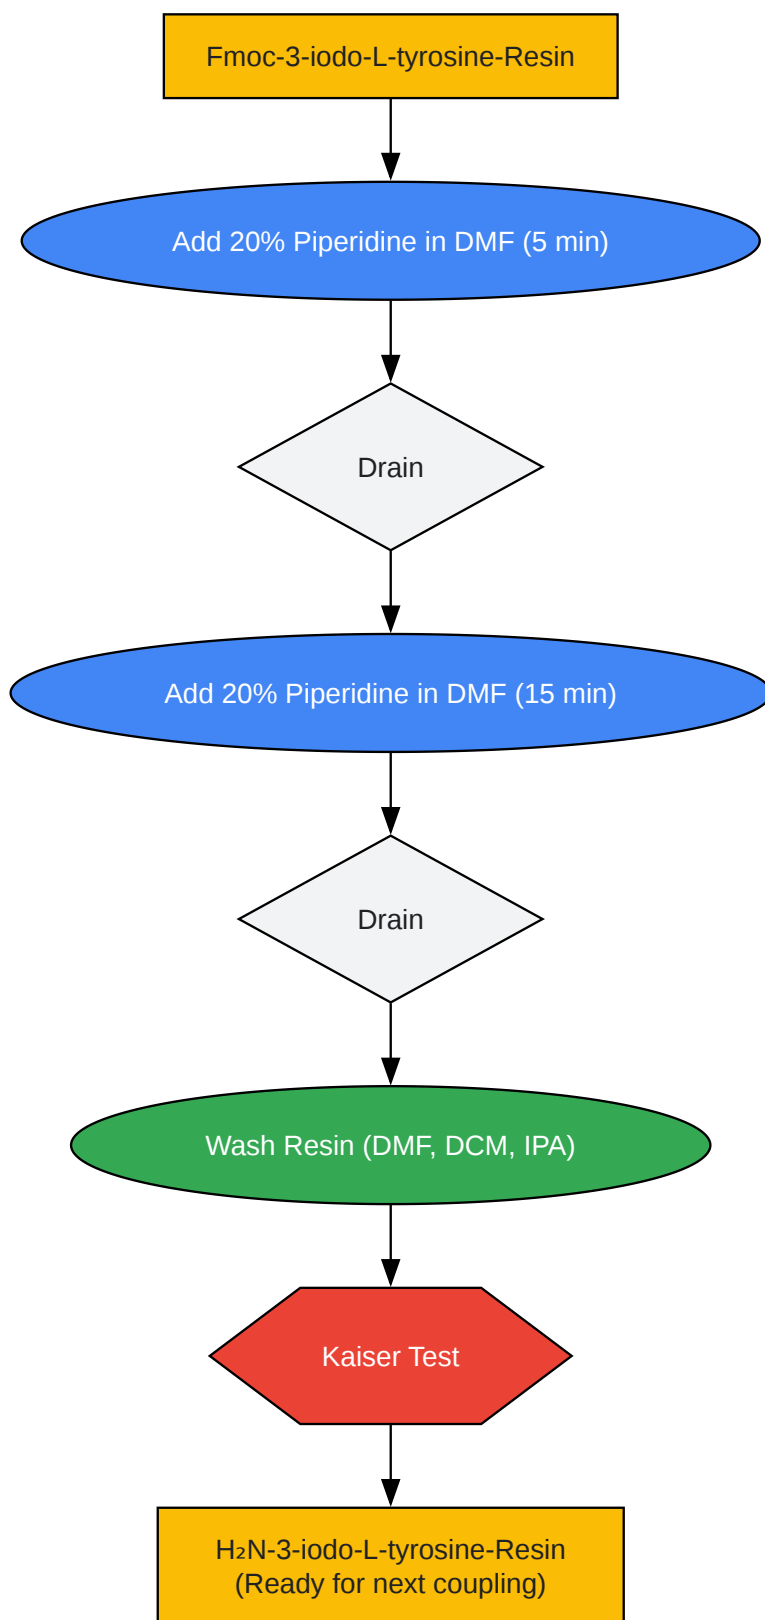 Fmoc-3-iodo-L-tyrosine-Resin
Add 20% Piperidine in DMF (5 min)
Drain
Add 20% Piperidine in DMF (15 min)
Drain
Wash Resin (DMF, DCM, IPA)
Kaiser Test
H₂N-3-iodo-L-tyrosine-Resin
(Ready for next coupling)